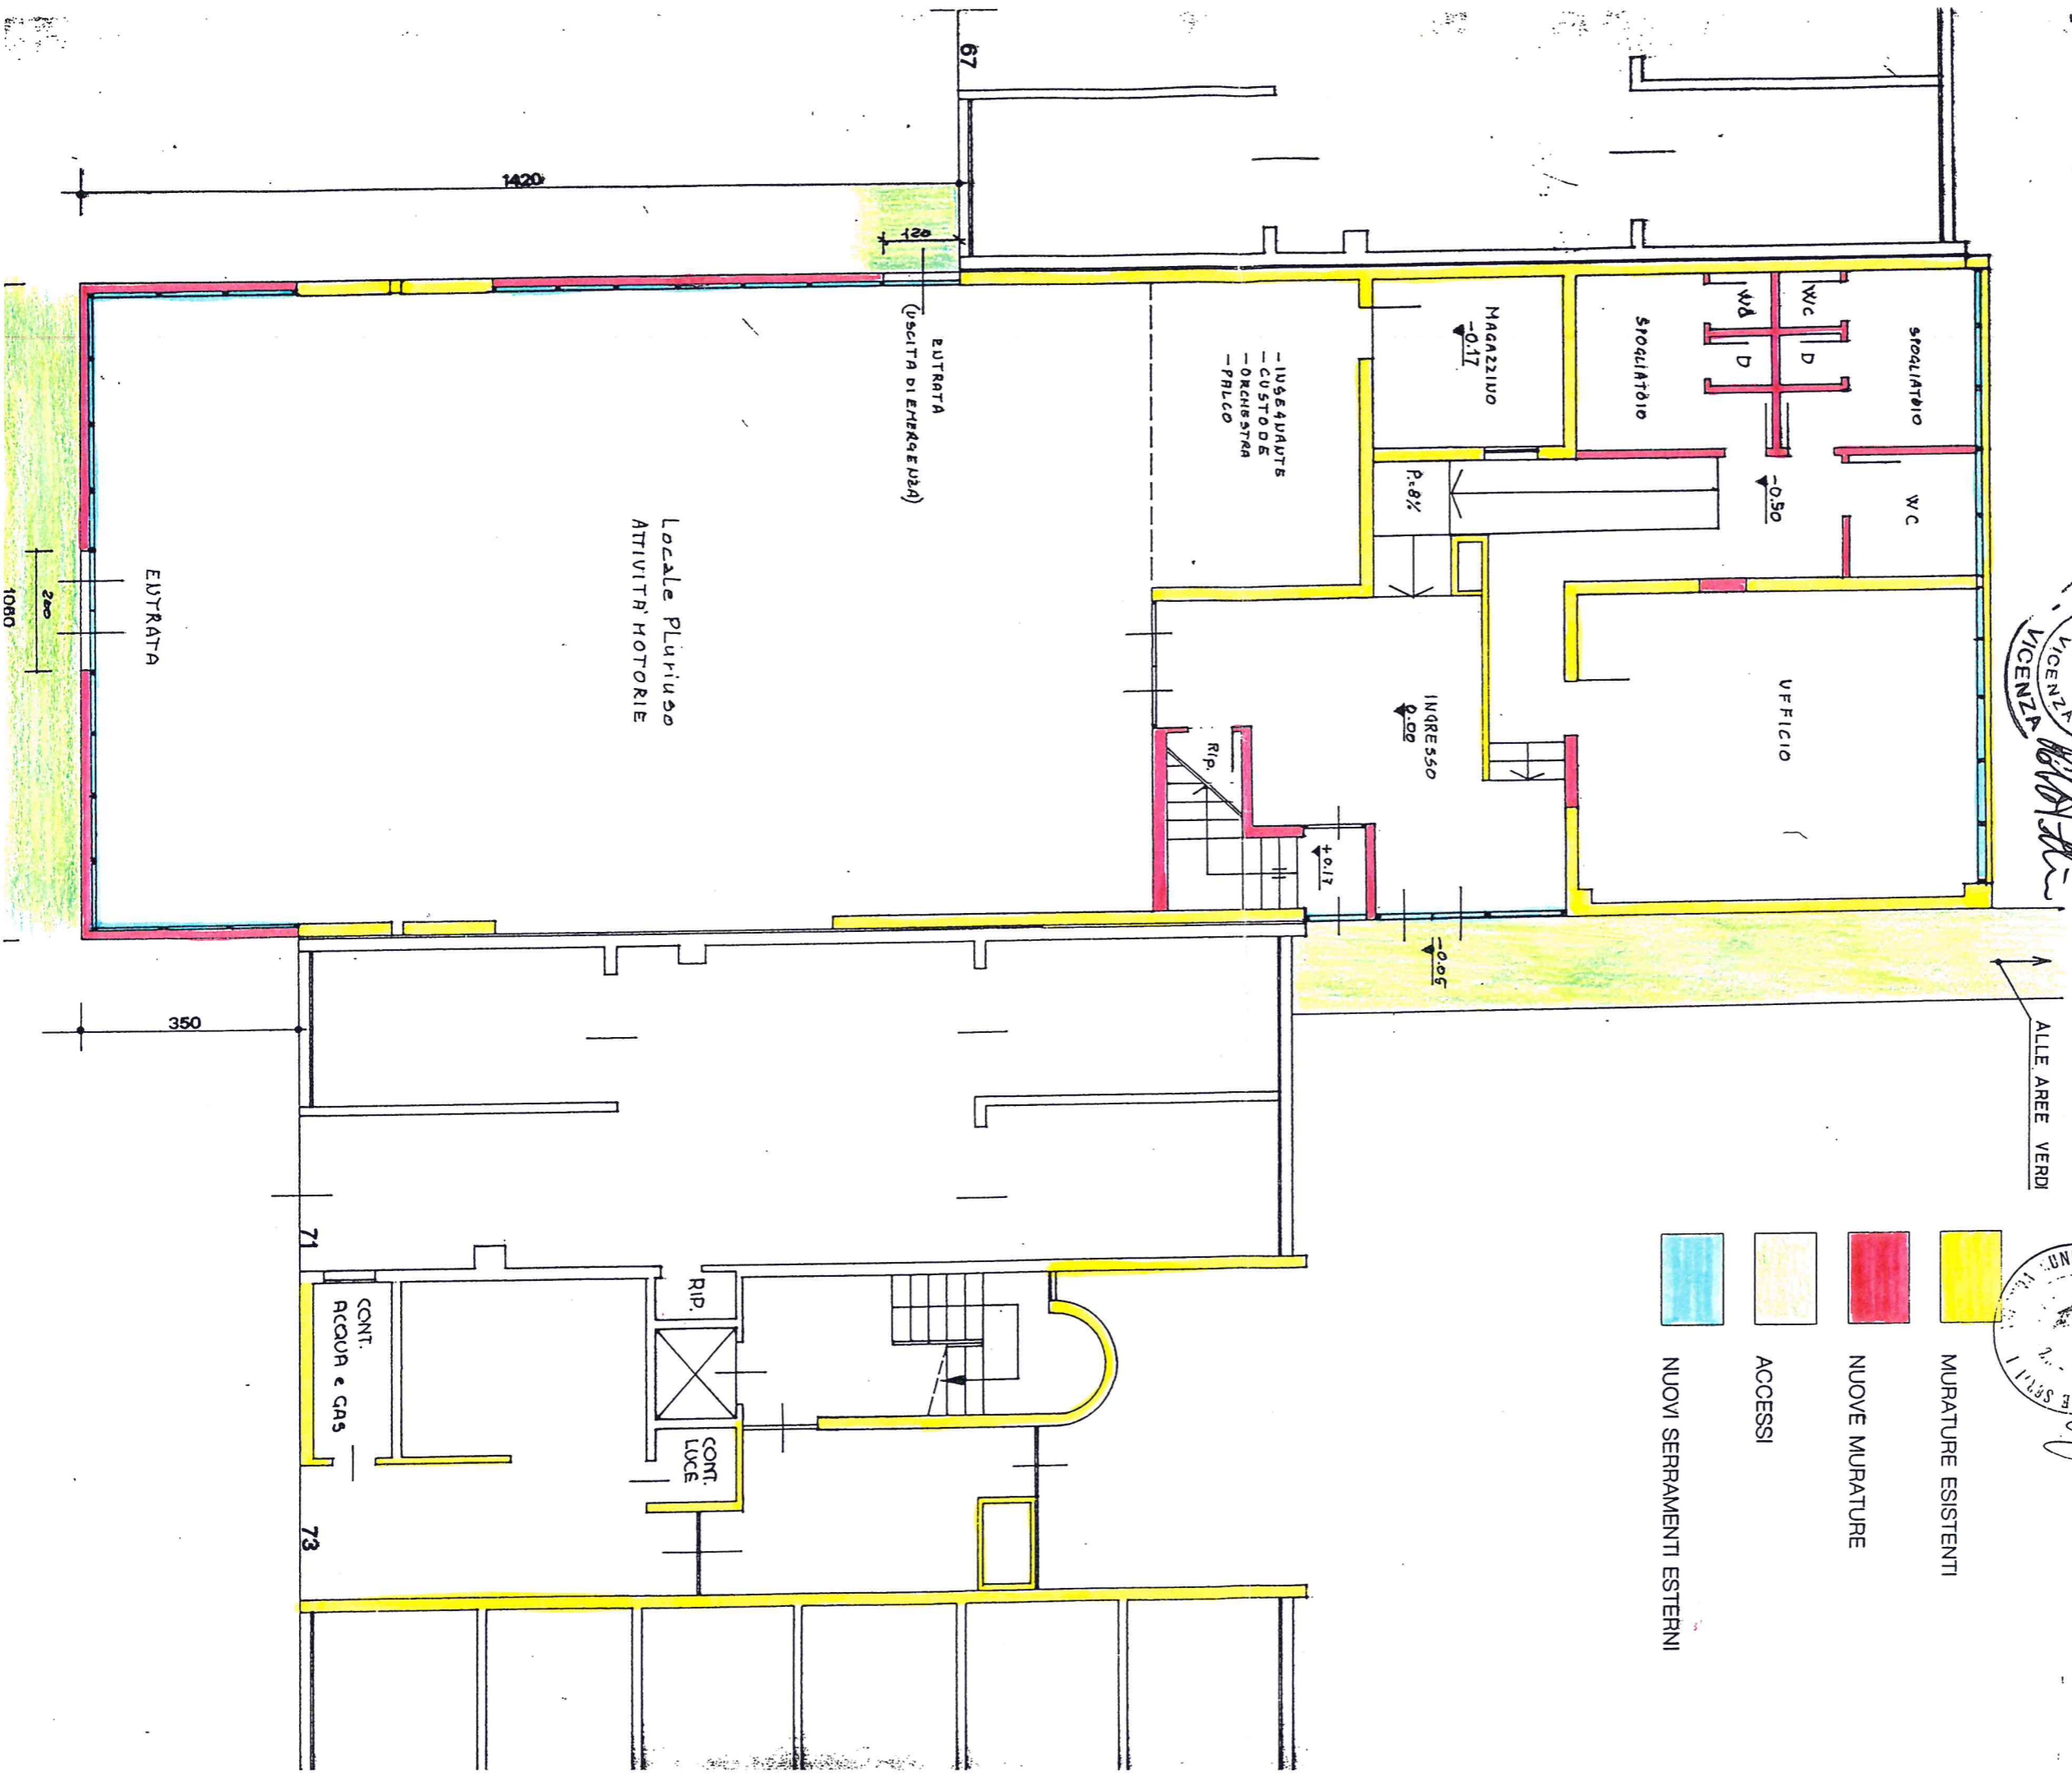 67
1420
120
ENTRATA
(USCITA DI EMERGENZA)
- INSEGNANTE
- CUSTODE
- ORCHESTRA
- PALCO
MAGAZZINO
-0.17
SPOGLIATOIO
WC
WC
D
D
SPOGLIATOIO
WC
-0.50
P.=8%
UFFICIO
INGRESSO
0.00
RIP.
+0.17
-0.05
Locale Pluriuso
ATTIVITA' MOTORIE
ENTRATA
200
1060
350
VICENZA
VICENZA
ALLE AREE VERDI
MURATURE ESISTENTI
NUOVE MURATURE
ACCESSI
NUOVI SERRAMENTI ESTERNI
71
RIP.
CONT.
ACQUA e GAS
CONT.
LUCE
73